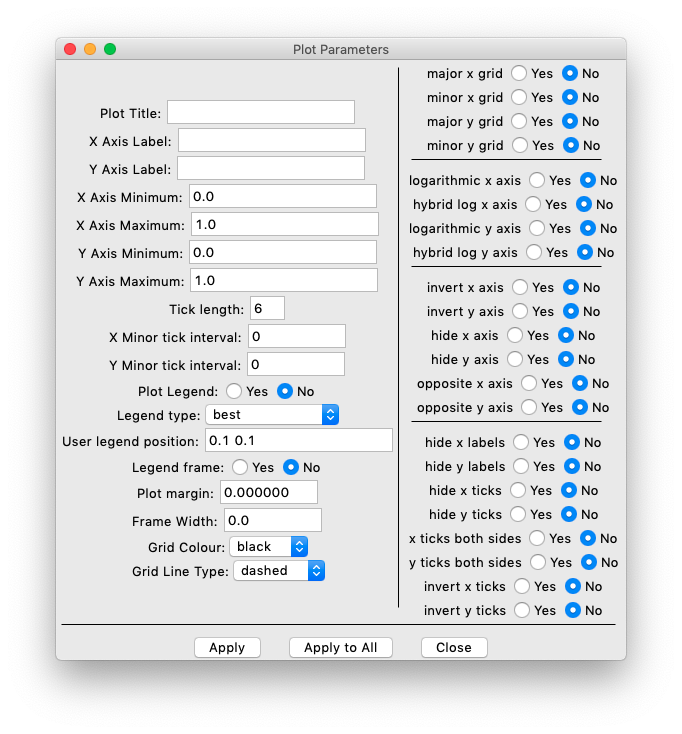 Plot Parameters
Plot Title:
X Axis Label:
Y Axis Label:
X Axis Minimum: 0.0
X Axis Maximum: 1.0
Y Axis Minimum: 0.0
Y Axis Maximum: 1.0
Tick length: 6
X Minor tick interval: 0
Y Minor tick interval: 0
Plot Legend: Yes No
Legend type: best
User legend position: 0.1 0.1
Legend frame: Yes No
Plot margin: 0.000000
Frame Width: 0.0
Grid Colour: black
Grid Line Type: dashed
major x grid Yes No
minor x grid Yes No
major y grid Yes No
minor y grid Yes No
logarithmic x axis Yes No
hybrid log x axis Yes No
logarithmic y axis Yes No
hybrid log y axis Yes No
invert x axis Yes No
invert y axis Yes No
hide x axis Yes No
hide y axis Yes No
opposite x axis Yes No
opposite y axis Yes No
hide x labels Yes No
hide y labels Yes No
hide x ticks Yes No
hide y ticks Yes No
x ticks both sides Yes No
y ticks both sides Yes No
invert x ticks Yes No
invert y ticks Yes No
Apply Apply to All Close